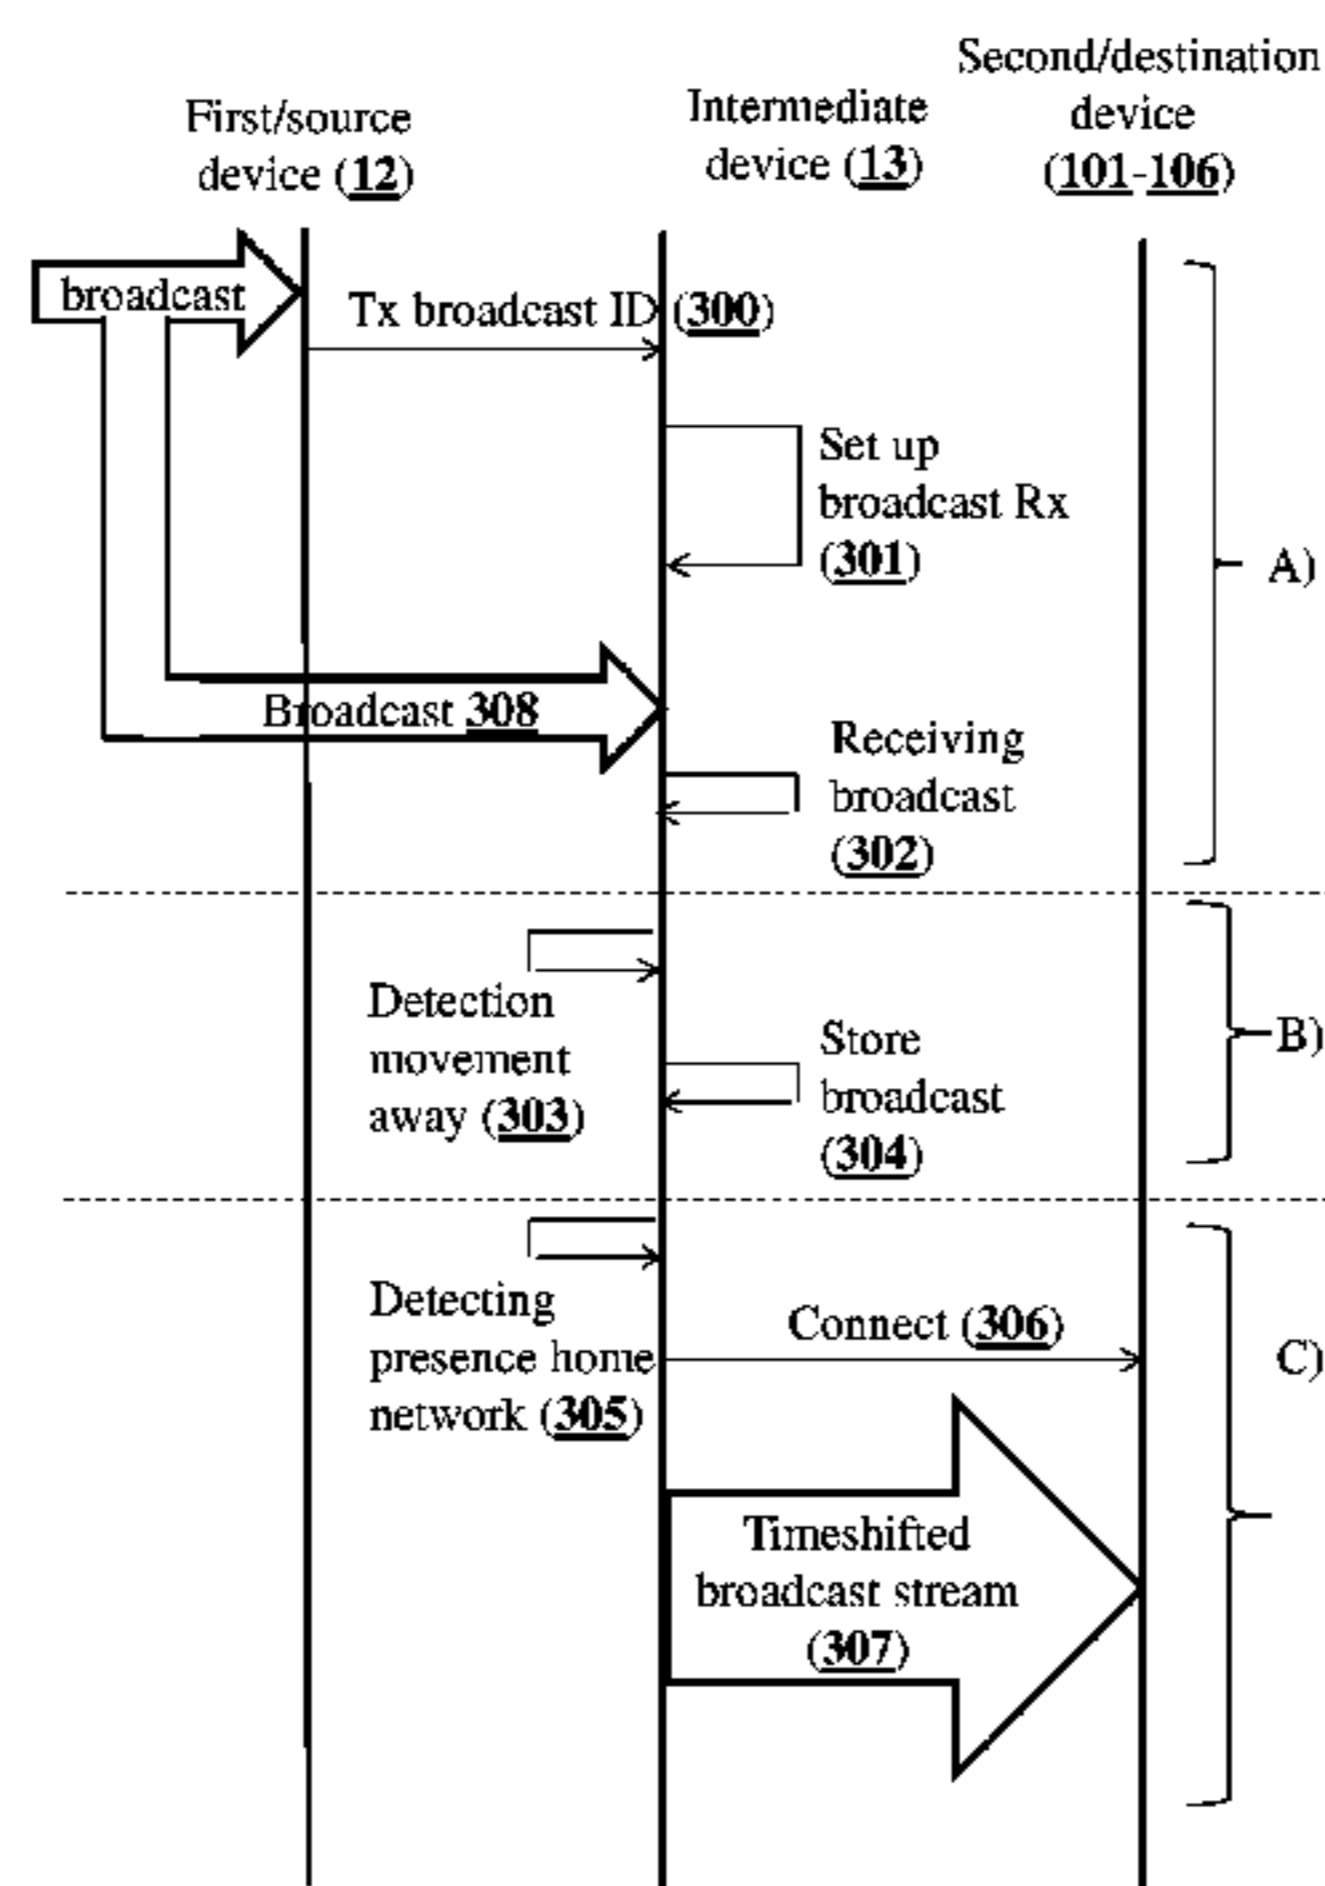 First/source
device (12)
Intermediate
device (13)
Second/destination
device
(101-106)
broadcast
Tx broadcast ID (300)
Set up
broadcast Rx
(301)
A)
Broadcast 308
Receiving
broadcast
(302)
Detection
movement
away (303)
Store
broadcast
(304)
B)
Detecting
presence home
network (305)
Connect (306)
C)
Timeshifted
broadcast stream
(307)